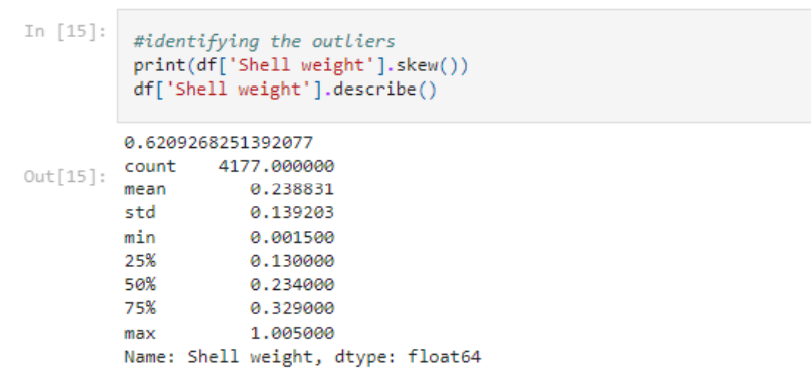 In [15]:
#identifying the outliers
print(df['Shell weight'].skew())
df['Shell weight'].describe()
0.6209268251392077
Out[15]:
count 4177.000000
mean 0.238831
std 0.139203
min 0.001500
25% 0.130000
50% 0.234000
75% 0.329000
max 1.005000
Name: Shell weight, dtype: float64